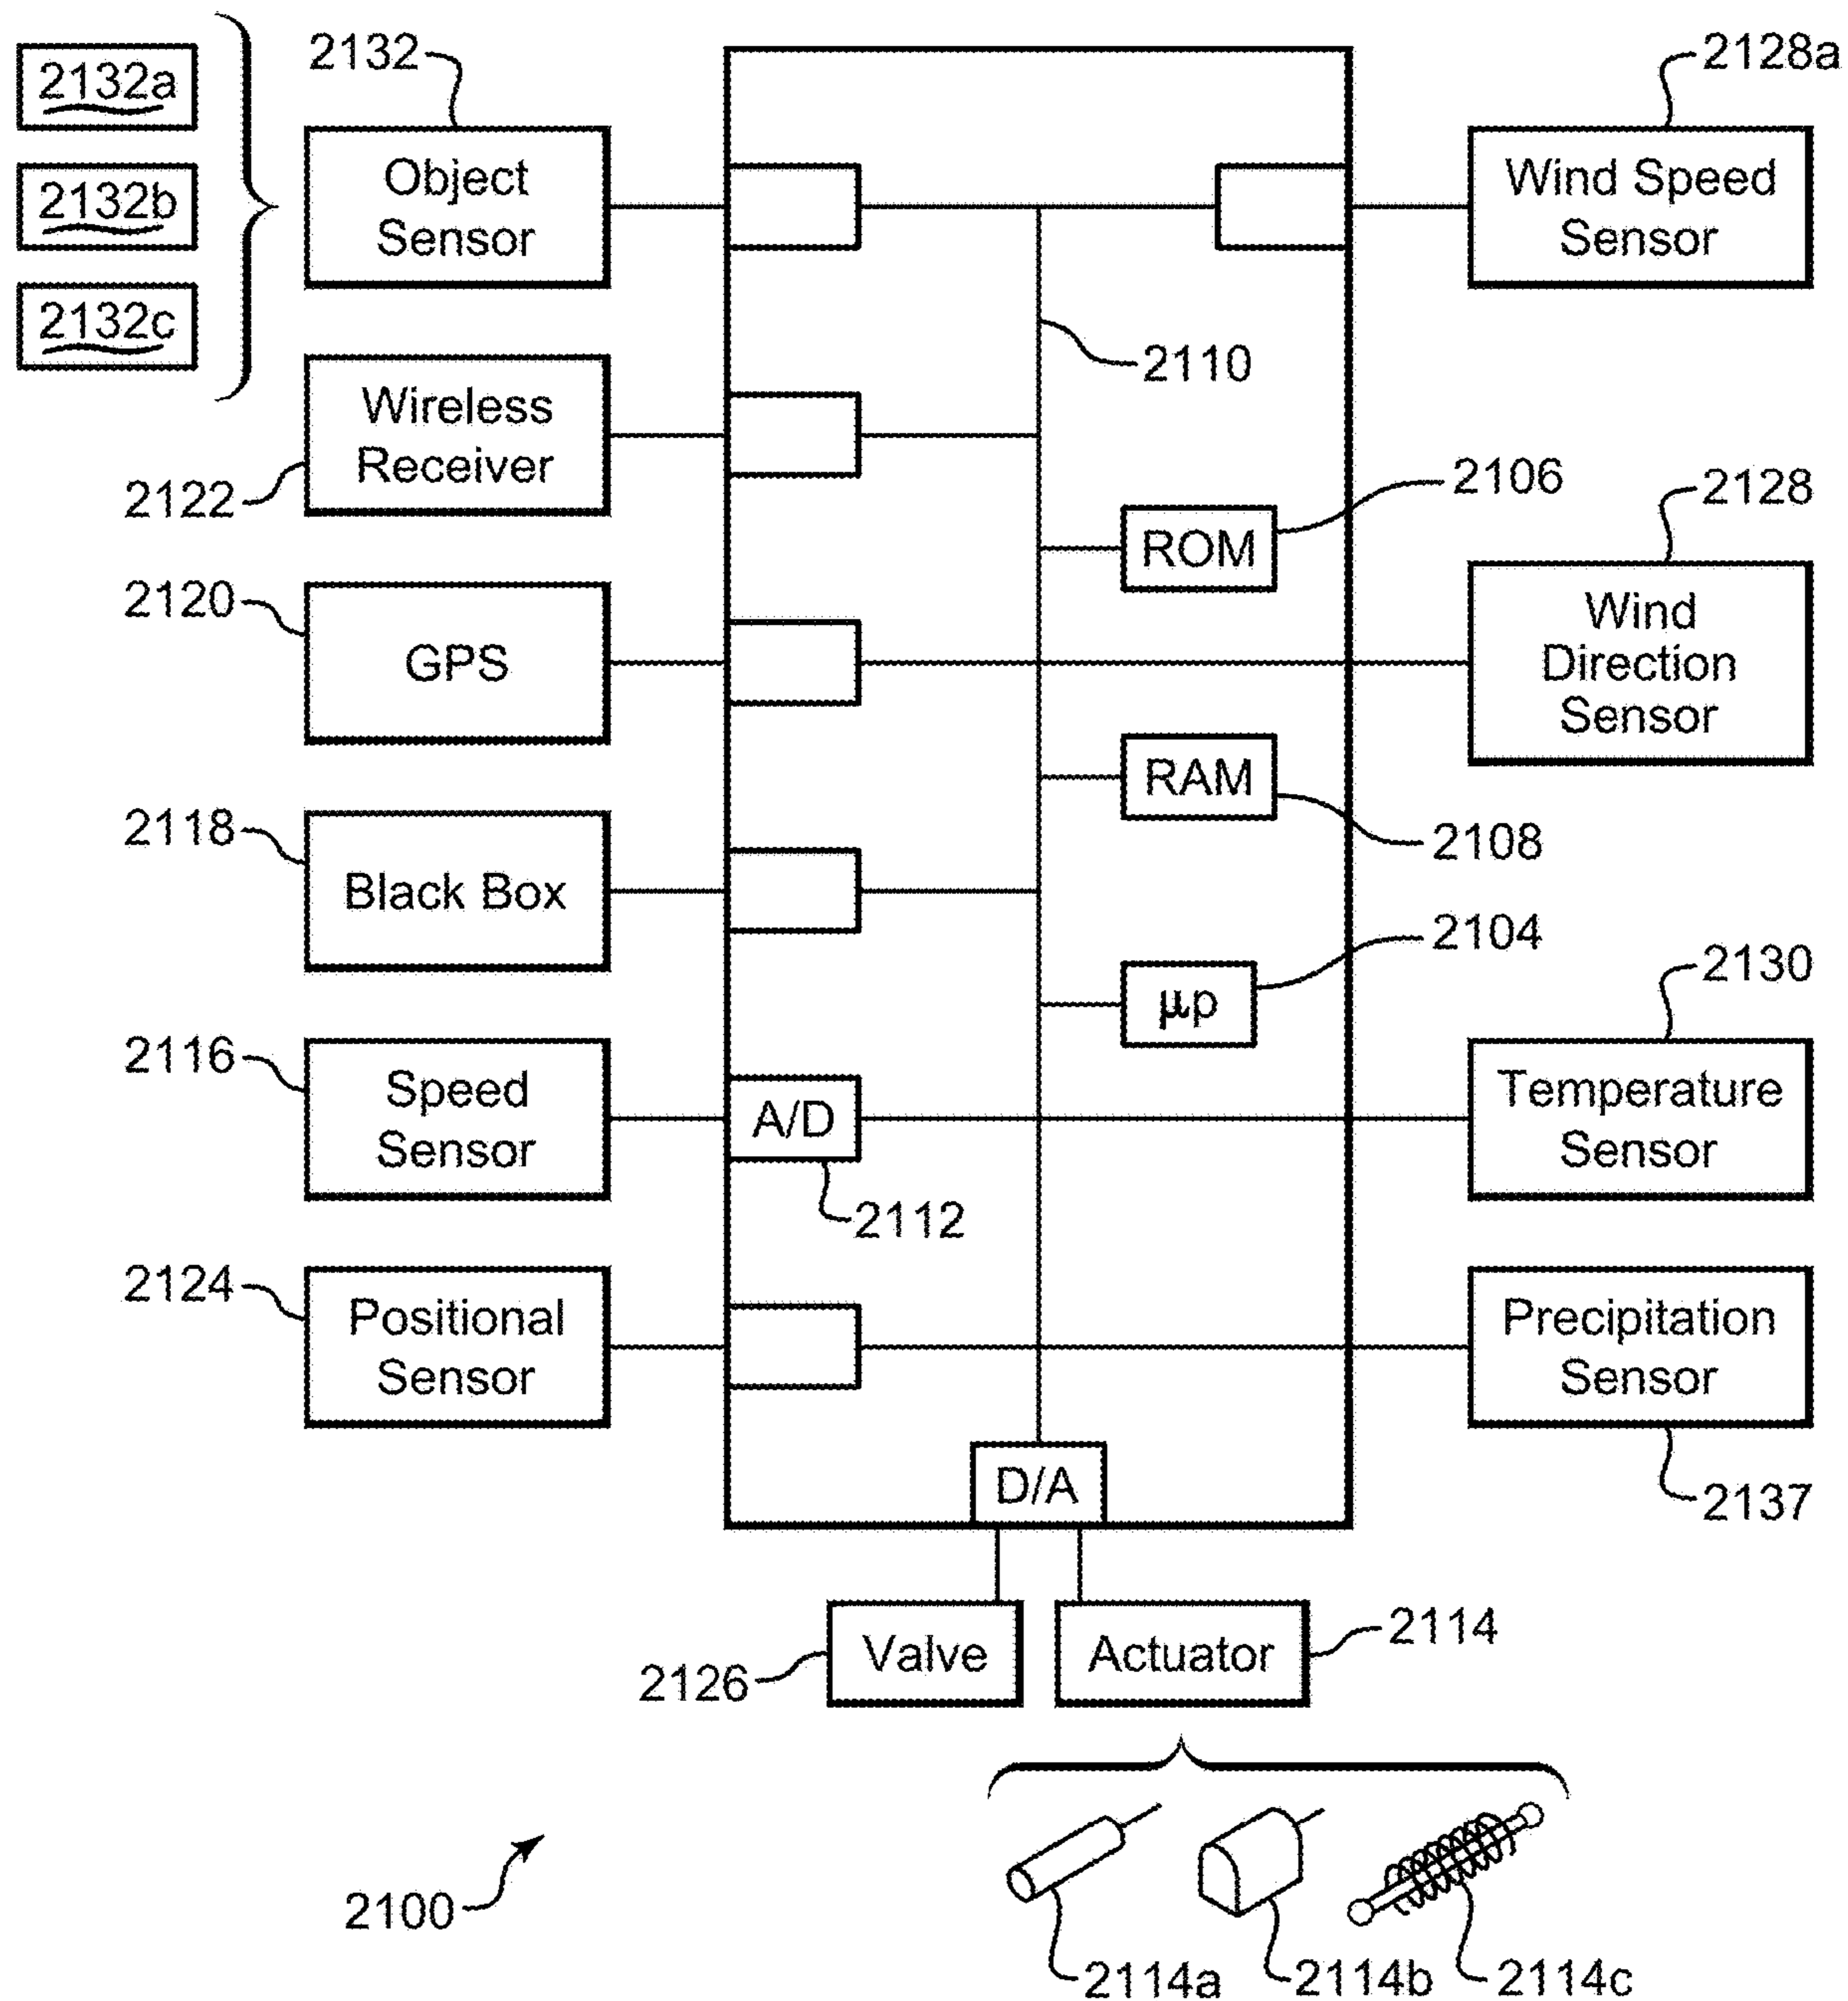 2132a
2132b
2132c
2132
Object
Sensor
2128a
Wind Speed
Sensor
2110
Wireless
Receiver
2122
2106
ROM
2128
Wind
Direction
Sensor
2120
GPS
RAM
2108
2118
Black Box
2104
µp
2130
Temperature
Sensor
2116
Speed
Sensor
A/D
2112
2124
Positional
Sensor
Precipitation
Sensor
2137
D/A
Valve
2126
Actuator
2114
2100
2114a
2114b
2114c